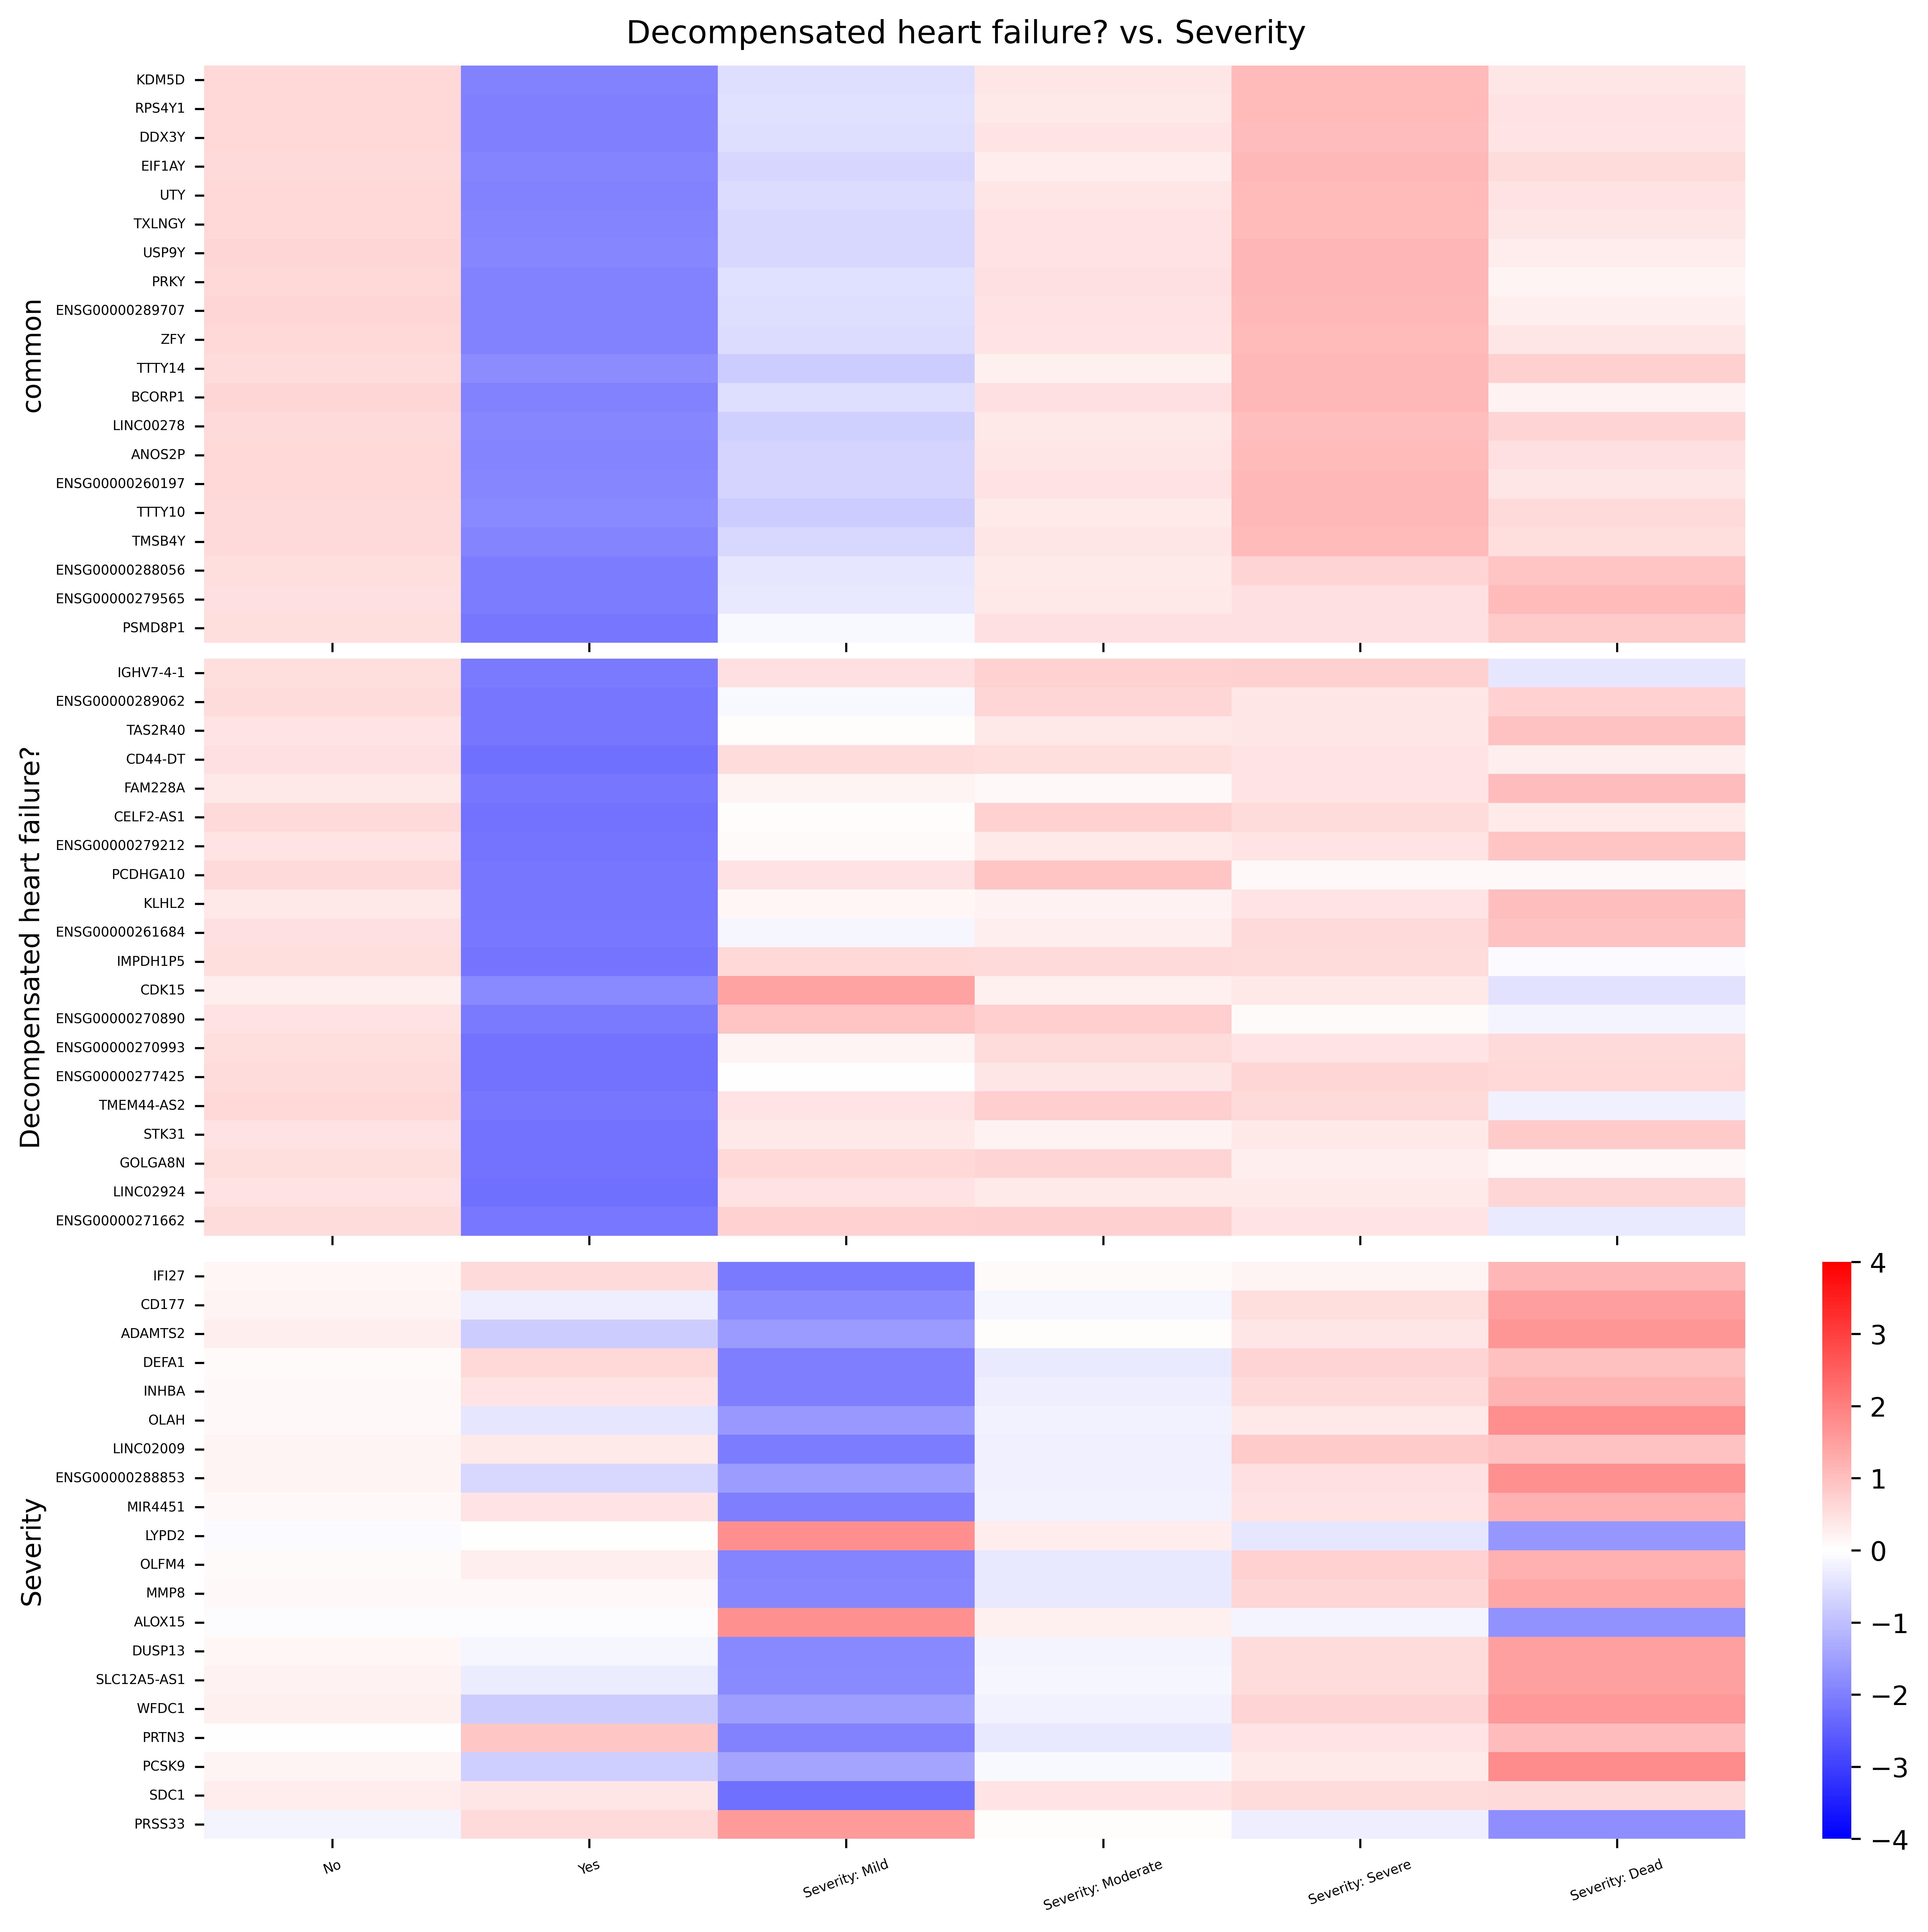 Decompensated heart failure? vs. Severity
common
KDM5D
RPS4Y1
DDX3Y
EIF1AY
UTY
TXLNGY
USP9Y
PRKY
ENSG00000289707
ZFY
TTTY14
BCORP1
LINC00278
ANOS2P
ENSG00000260197
TTTY10
TMSB4Y
ENSG00000288056
ENSG00000279565
PSMD8P1
Decompensated heart failure?
IGHV7-4-1
ENSG00000289062
TAS2R40
CD44-DT
FAM228A
CELF2-AS1
ENSG00000279212
PCDHGA10
KLHL2
ENSG00000261684
IMPDH1P5
CDK15
ENSG00000270890
ENSG00000270993
ENSG00000277425
TMEM44-AS2
STK31
GOLGA8N
LINC02924
ENSG00000271662
Severity
IFI27
CD177
ADAMTS2
DEFA1
INHBA
OLAH
LINC02009
ENSG00000288853
MIR4451
LYPD2
OLFM4
MMP8
ALOX15
DUSP13
SLC12A5-AS1
WFDC1
PRTN3
PCSK9
SDC1
PRSS33
No
Yes
Severity: Mild
Severity: Moderate
Severity: Severe
Severity: Dead
4
3
2
1
0
−1
−2
−3
−4